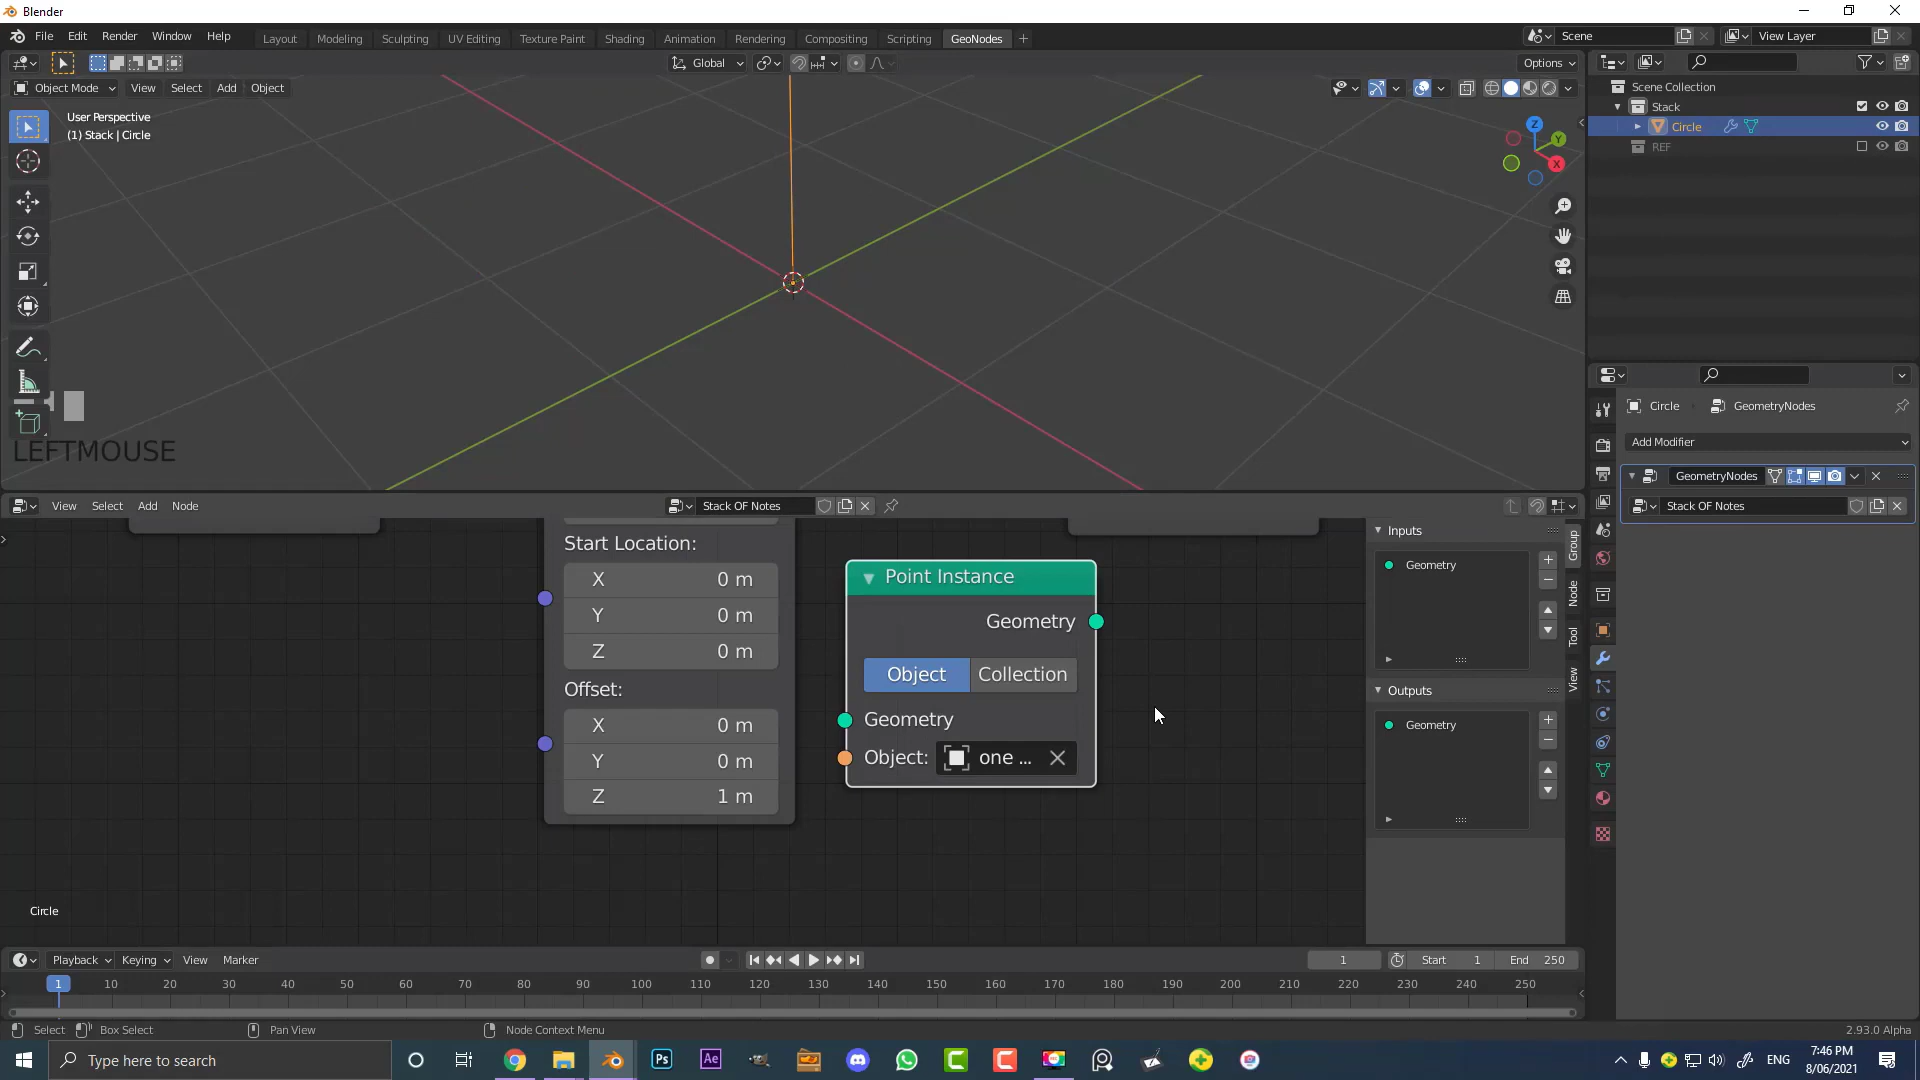 Blender
File Edit Render Window Help
Layout Modeling Sculpting UV Editing Texture Paint Shading Animation Rendering Compositing Scripting GeoNodes
Scene View Layer
Global
Options
Object Mode View Select Add Object
User Perspective
(1) Stack | Circle
Z
Y
X
Scene Collection
Stack
Circle
REF
LEFTMOUSE
Circle GeometryNodes
Add Modifier
GeometryNodes
Stack OF Notes
View Select Add Node
Stack OF Notes
Start Location:
X 0 m
Y 0 m
Z 0 m
Offset:
X 0 m
Y 0 m
Z 1 m
Point Instance
Geometry
Object Collection
Geometry
Object: one ...
Inputs
Geometry
Outputs
Geometry
Group
Node
Tool
View
Circle
Playback Keying View Marker
1 Start 1 End 250
1 10 20 30 40 50 60 70 80 90 100 110 120 130 140 150 160 170 180 190 200 210 220 230 240 250
Select Box Select Pan View Node Context Menu 2.93.0 Alpha
Type here to search
Ps Ae
ENG
7:46 PM
8/06/2021